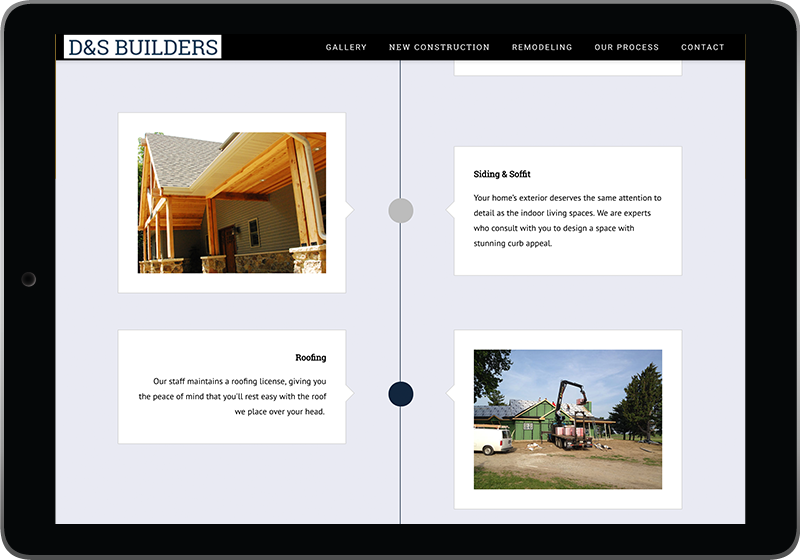 D&S BUILDERS
GALLERY NEW CONSTRUCTION REMODELING OUR PROCESS CONTACT
Siding & Soffit
Your home's exterior deserves the same attention to
detail as the indoor living spaces. We are experts
who consult with you to design a space with
stunning curb appeal.
Roofing
Our staff maintains a roofing license, giving you
the peace of mind that you'll rest easy with the roof
we place over your head.